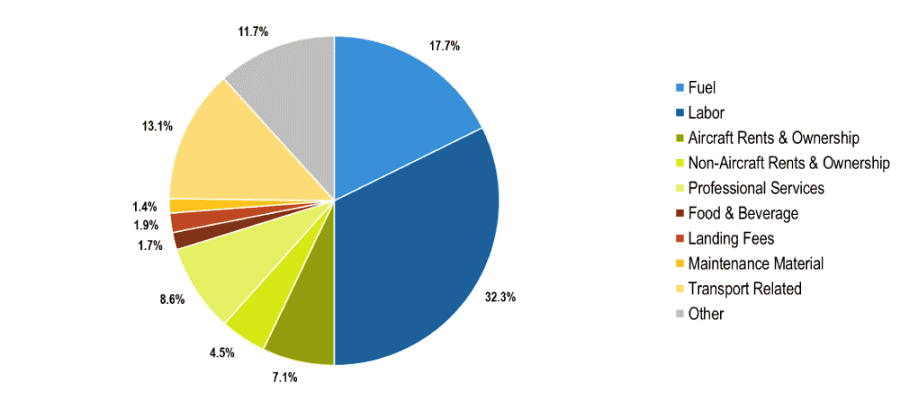 11.7%
17.7%
13.1%
1.4%
1.9%
1.7%
8.6%
4.5%
7.1%
32.3%
Fuel
Labor
Aircraft Rents & Ownership
Non-Aircraft Rents & Ownership
Professional Services
Food & Beverage
Landing Fees
Maintenance Material
Transport Related
Other